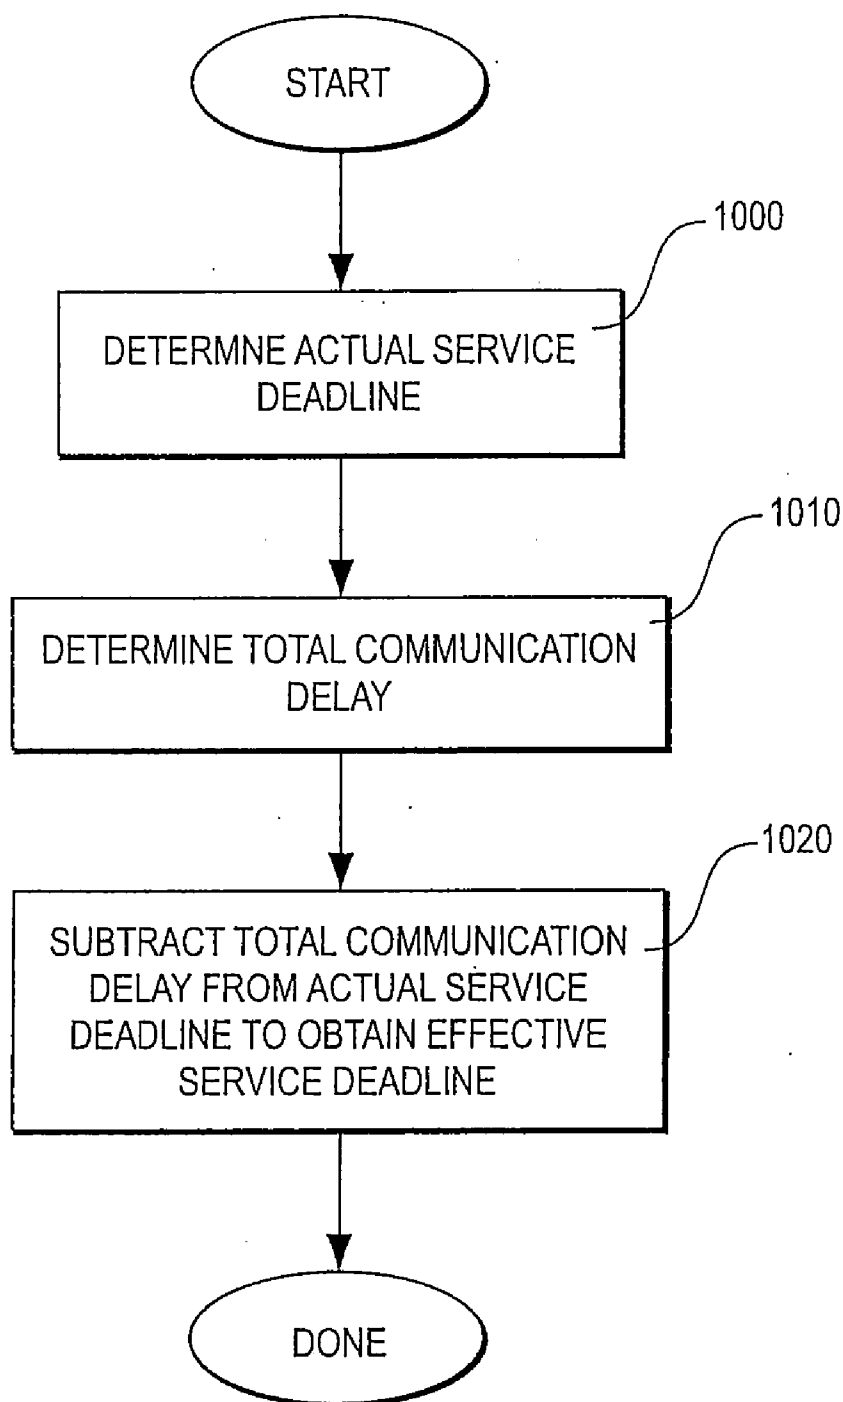 START
1000
DETERMNE ACTUAL SERVICE
DEADLINE
1010
DETERMINE TOTAL COMMUNICATION
DELAY
1020
SUBTRACT TOTAL COMMUNICATION
DELAY FROM ACTUAL SERVICE
DEADLINE TO OBTAIN EFFECTIVE
SERVICE DEADLINE
DONE